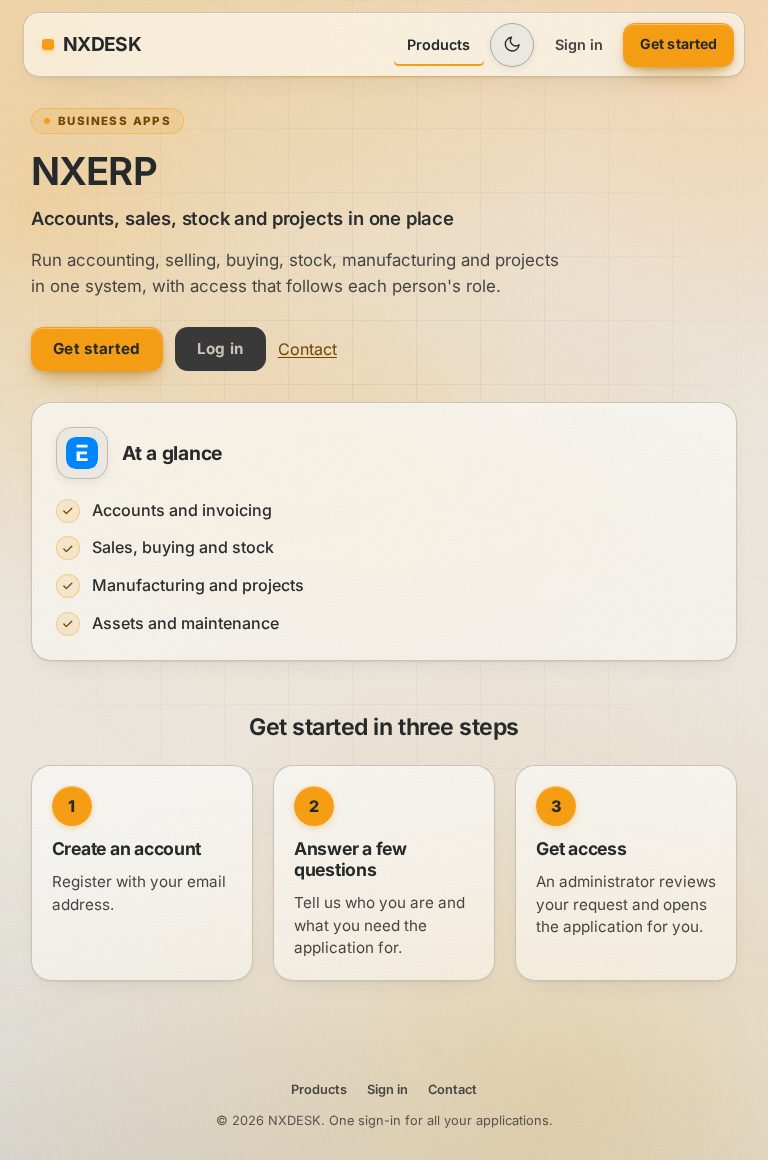 NXDESK
Products
Sign in
Get started
BUSINESS APPS
NXERP
Accounts, sales, stock and projects in one place
Run accounting, selling, buying, stock, manufacturing and projects
in one system, with access that follows each person's role.
Get started
Log in
Contact
E
At a glance
Accounts and invoicing
Sales, buying and stock
Manufacturing and projects
Assets and maintenance
Get started in three steps
1
Create an account
Register with your email
address.
2
Answer a few
questions
Tell us who you are and
what you need the
application for.
3
Get access
An administrator reviews
your request and opens
the application for you.
Products
Sign in
Contact
© 2026 NXDESK. One sign-in for all your applications.